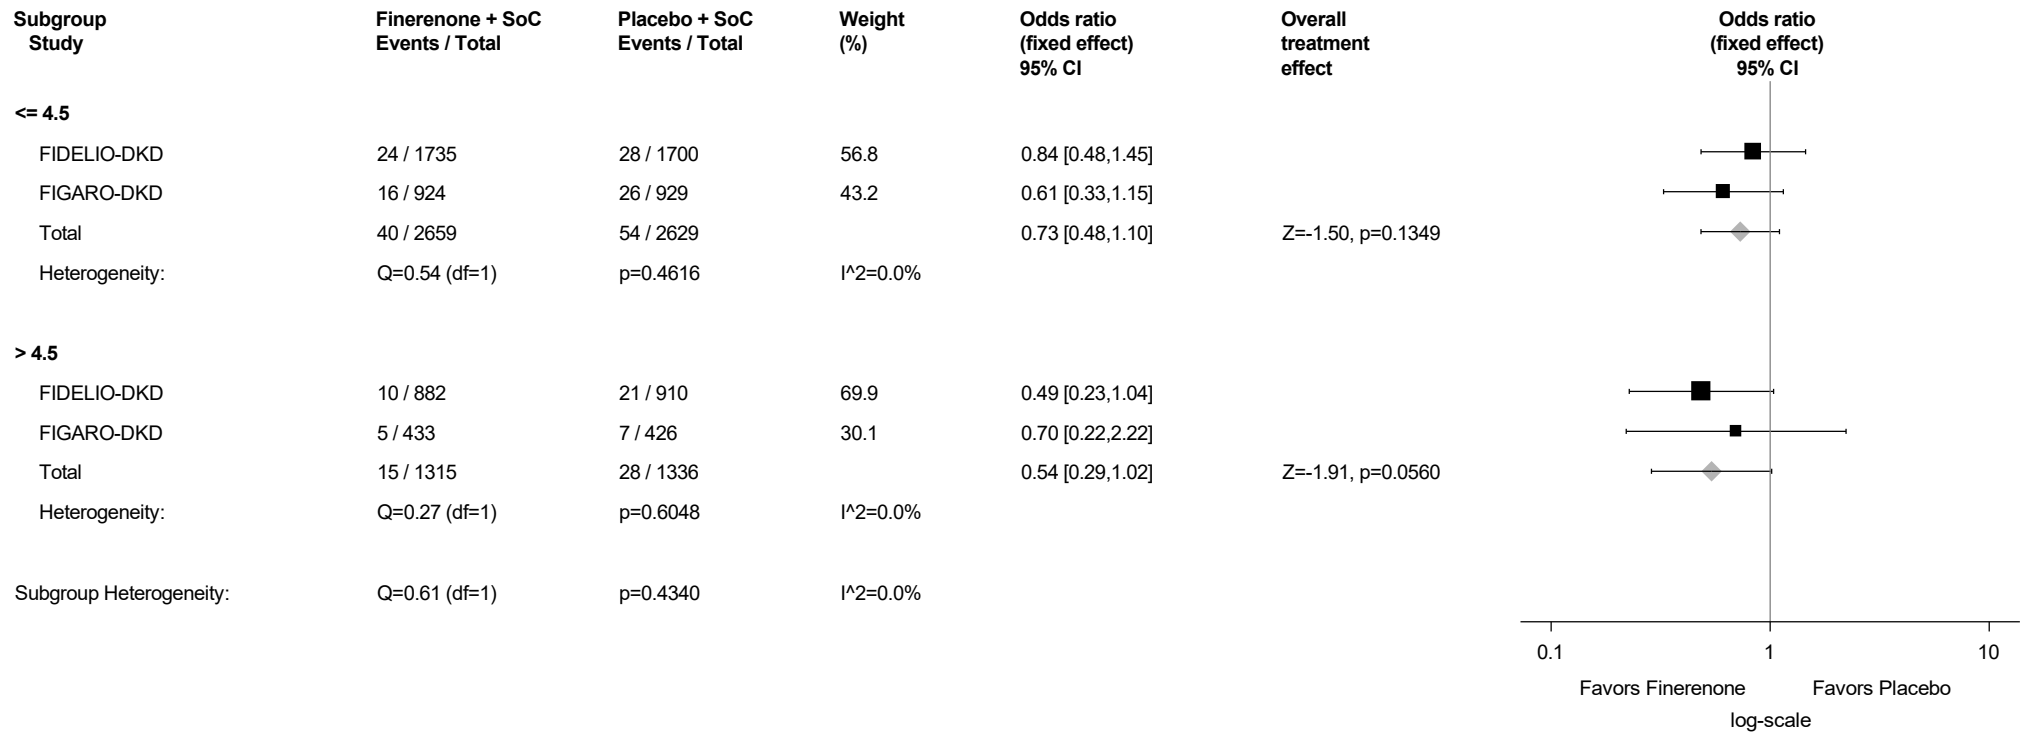 Subgroup Finerenone + SoC Placebo + SoC Weight Odds ratio Overall Odds ratio
Study Events / Total Events / Total (%) (fixed effect) treatment (fixed effect)
95% CI effect 95% CI
<= 4.5
FIDELIO-DKD 24 / 1735 28 / 1700 56.8 0.84 [0.48,1.45]
FIGARO-DKD 16 / 924 26 / 929 43.2 0.61 [0.33,1.15]
Total 40 / 2659 54 / 2629 0.73 [0.48,1.10] Z=-1.50, p=0.1349
Heterogeneity: Q=0.54 (df=1) p=0.4616 I^2=0.0%
> 4.5
FIDELIO-DKD 10 / 882 21 / 910 69.9 0.49 [0.23,1.04]
FIGARO-DKD 5 / 433 7 / 426 30.1 0.70 [0.22,2.22]
Total 15 / 1315 28 / 1336 0.54 [0.29,1.02] Z=-1.91, p=0.0560
Heterogeneity: Q=0.27 (df=1) p=0.6048 I^2=0.0%
Subgroup Heterogeneity: Q=0.61 (df=1) p=0.4340 I^2=0.0%
0.1 1 10
Favors Finerenone Favors Placebo
log-scale